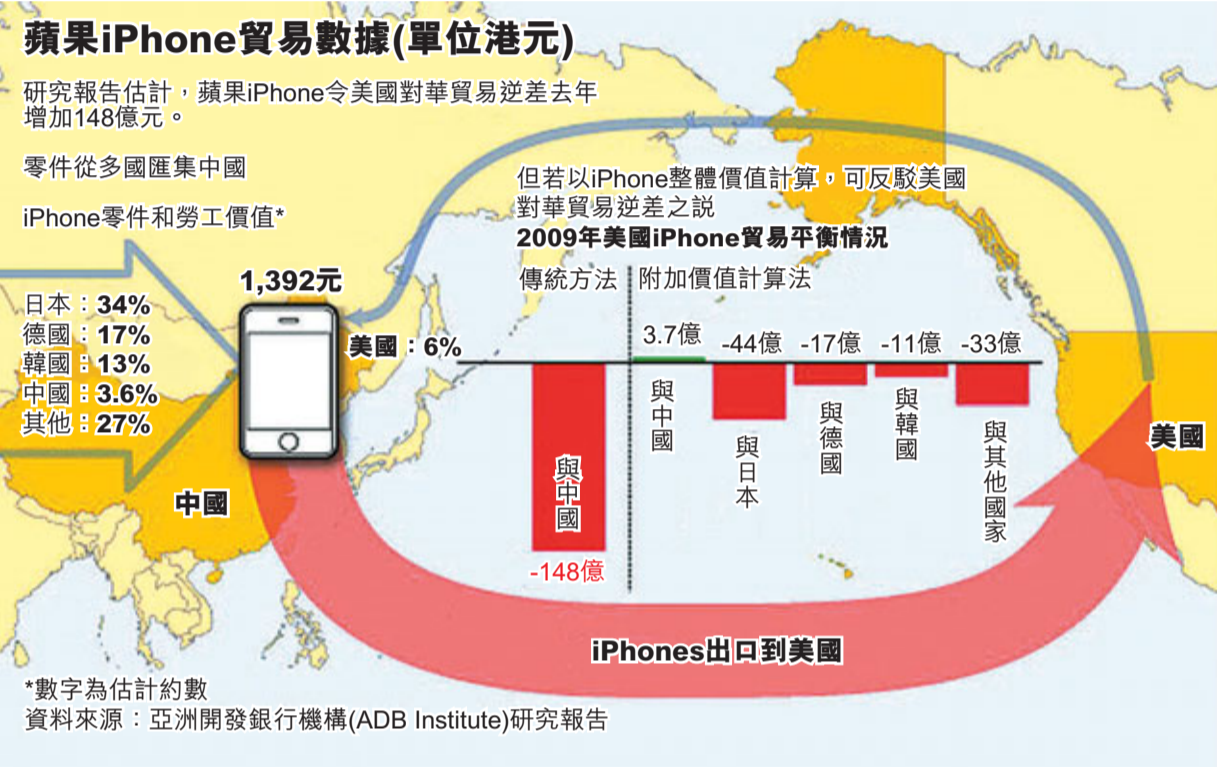 蘋果iPhone貿易數據(單位港元)
研究報告估計，蘋果iPhone令美國對華貿易逆差去年
增加148億元。
零件從多國匯集中國
iPhone零件和勞工價值*
1,392元
日本：34%
德國：17%
韓國：13%
中國：3.6%
其他：27%
美國：6%
中國
但若以iPhone整體價值計算，可反駁美國
對華貿易逆差之説
2009年美國iPhone貿易平衡情況
傳統方法
附加價值計算法
3.7億
-44億
-17億
-11億
-33億
與中國
與中國
與日本
與德國
與韓國
與其他國家
-148億
美國
iPhones出口到美國
*數字為估計約數
資料來源：亞洲開發銀行機構(ADB Institute)研究報告